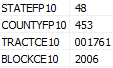 STATEFP10 48
COUNTYFP10 453
TRACTCE10 001761
BLOCKCE10 2006